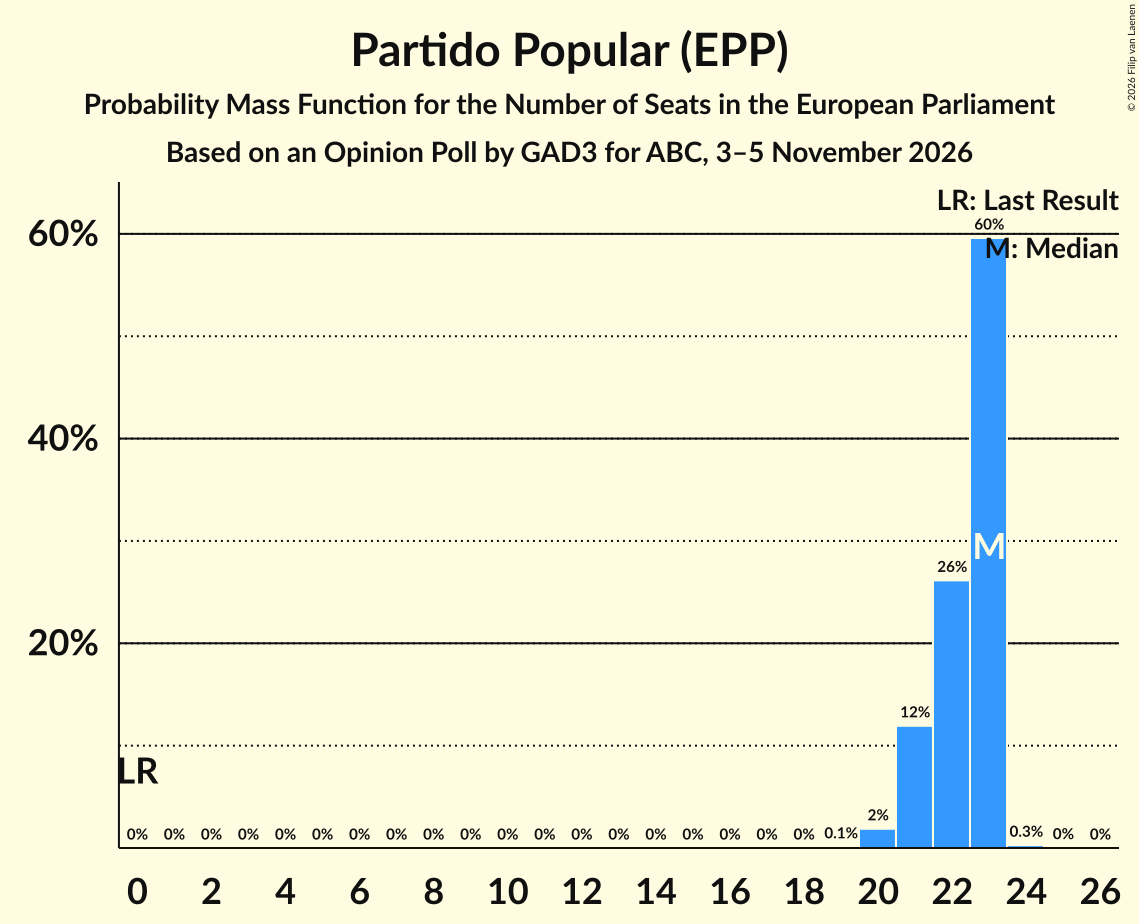 Partido Popular (EPP)
Probability Mass Function for the Number of Seats in the European Parliament
Based on an Opinion Poll by GAD3 for ABC, 3–5 November 2026
© 2026 Filip van Laenen
LR: Last Result
M: Median
60%
40%
20%
LR
M
0% 0% 0% 0% 0% 0% 0% 0% 0% 0% 0% 0% 0% 0% 0% 0% 0% 0% 0% 0.1% 2% 12% 26% 60% 0.3% 0% 0%
0 2 4 6 8 10 12 14 16 18 20 22 24 26